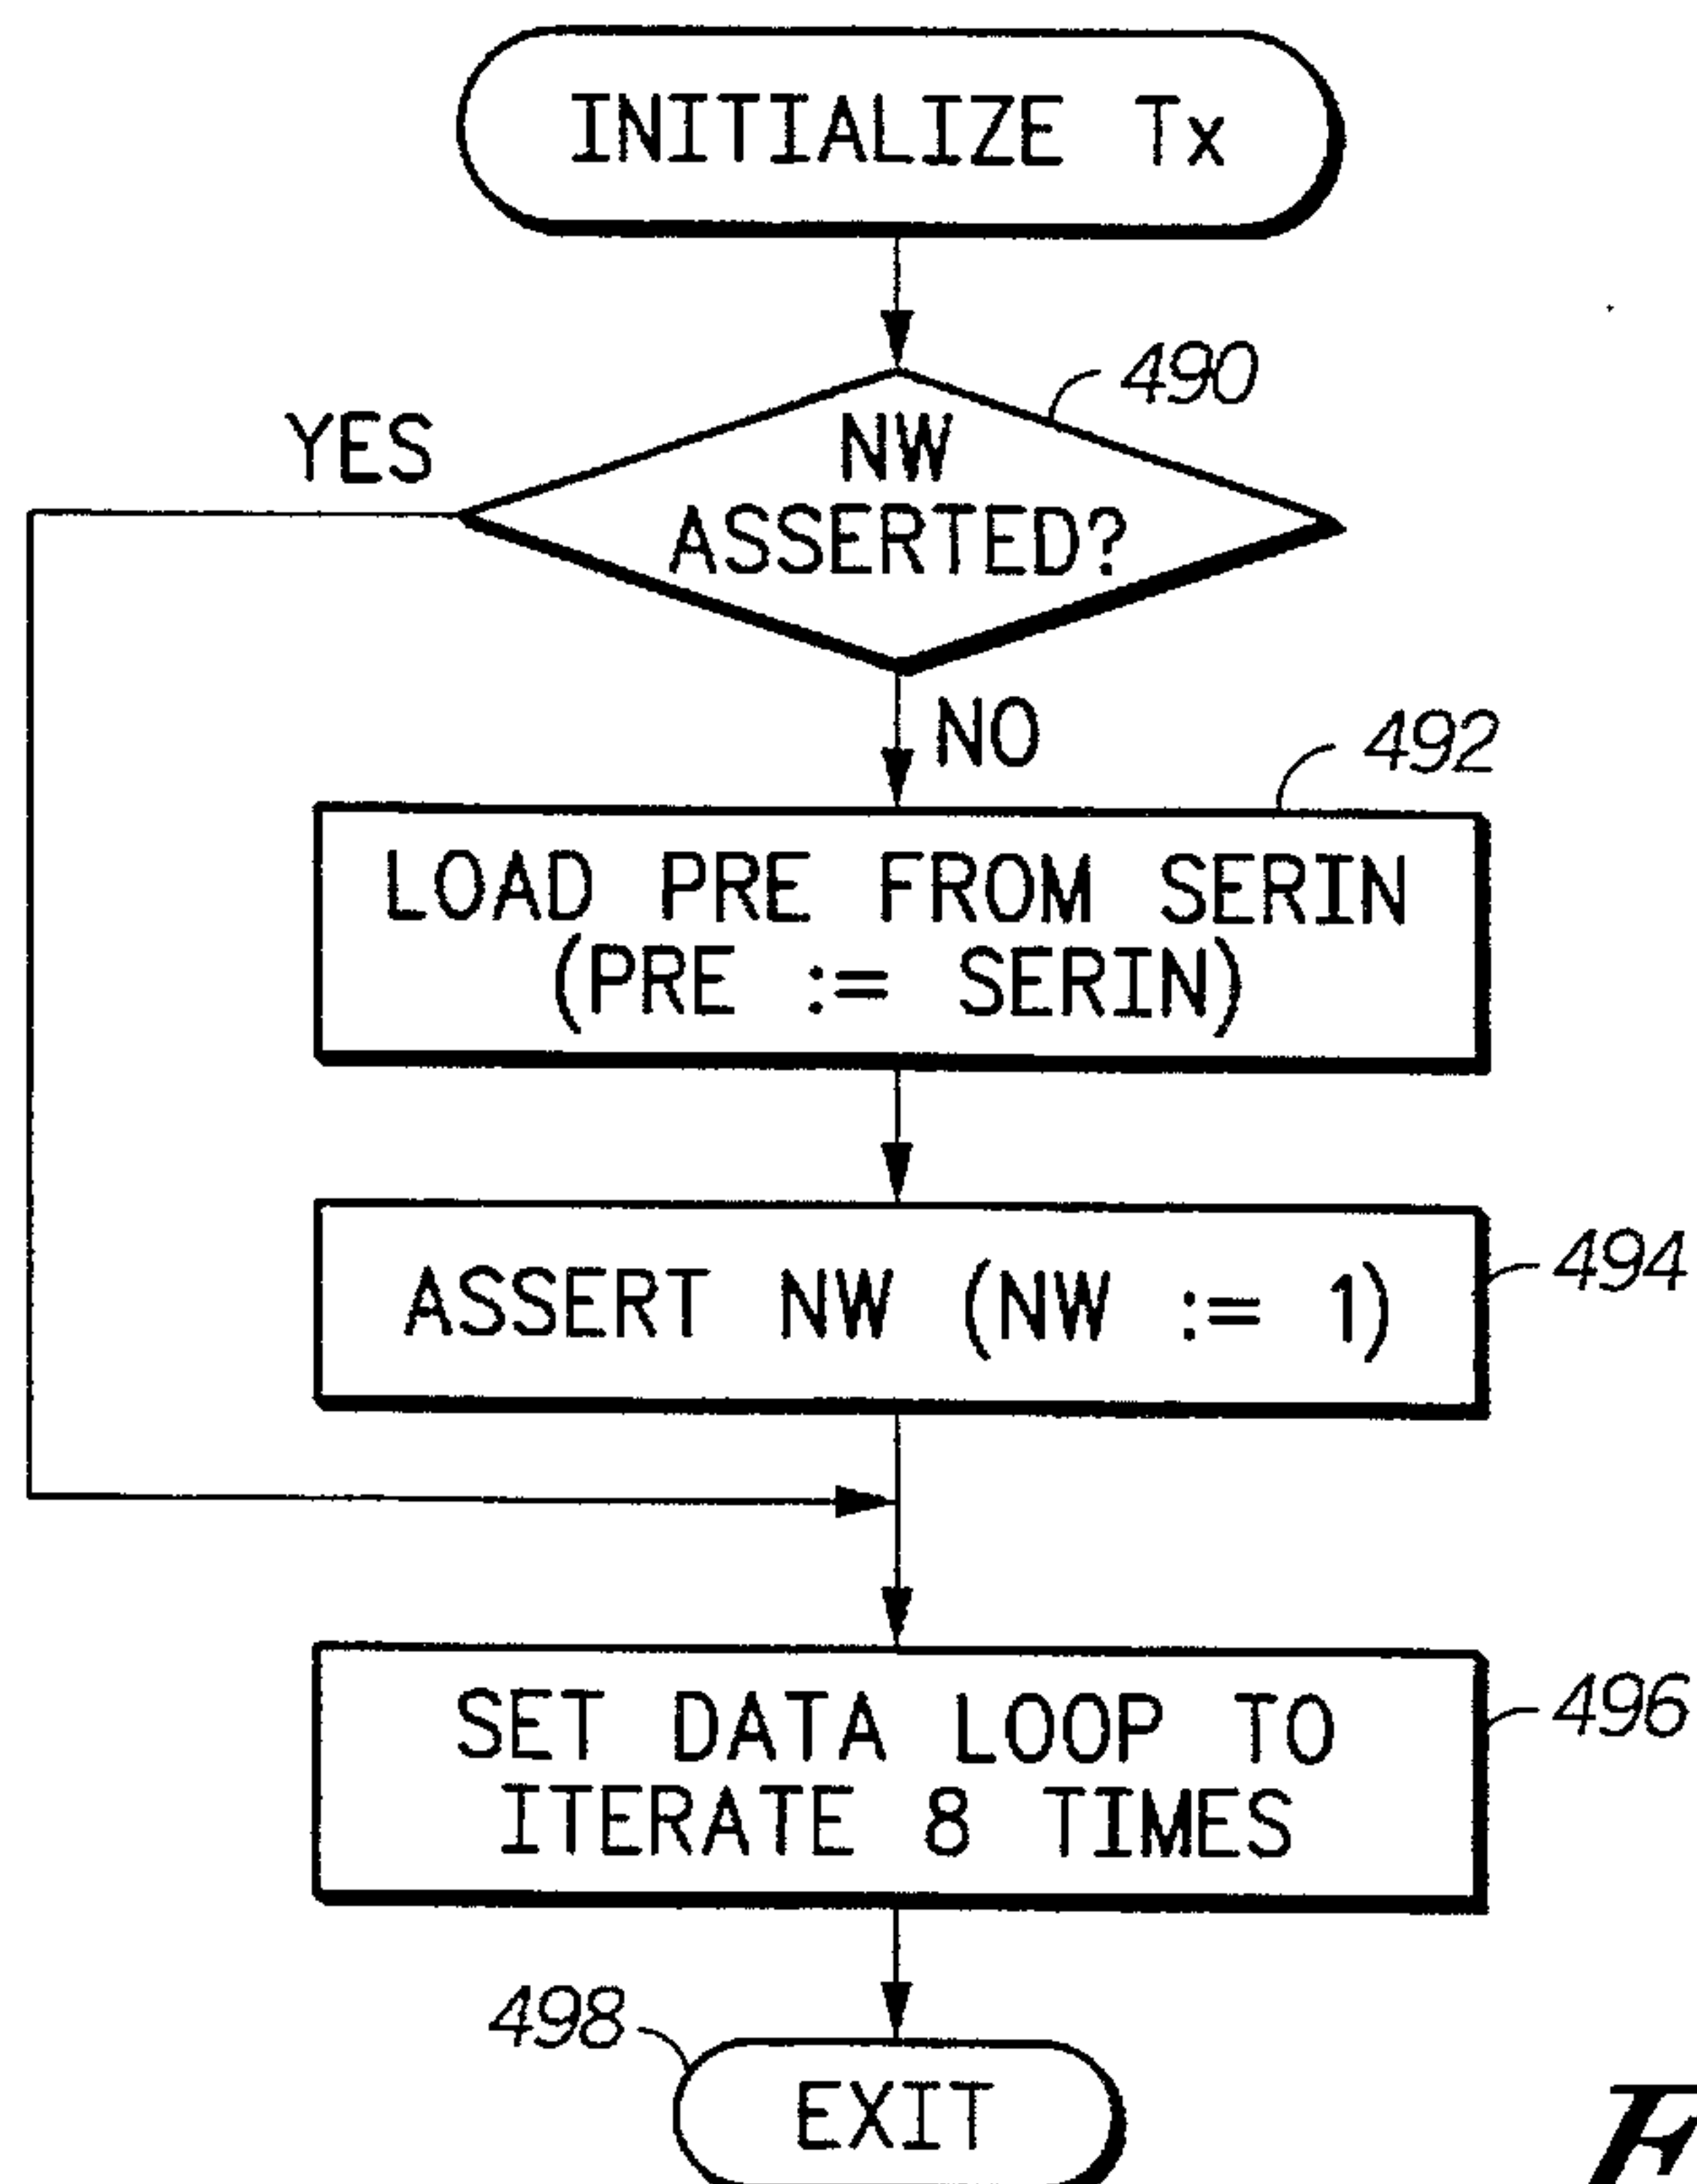 INITIALIZE Tx
490
NW
ASSERTED?
YES
NO
492
LOAD PRE FROM SERIN
(PRE := SERIN)
ASSERT NW (NW := 1)
494
SET DATA LOOP TO
ITERATE 8 TIMES
496
498
EXIT